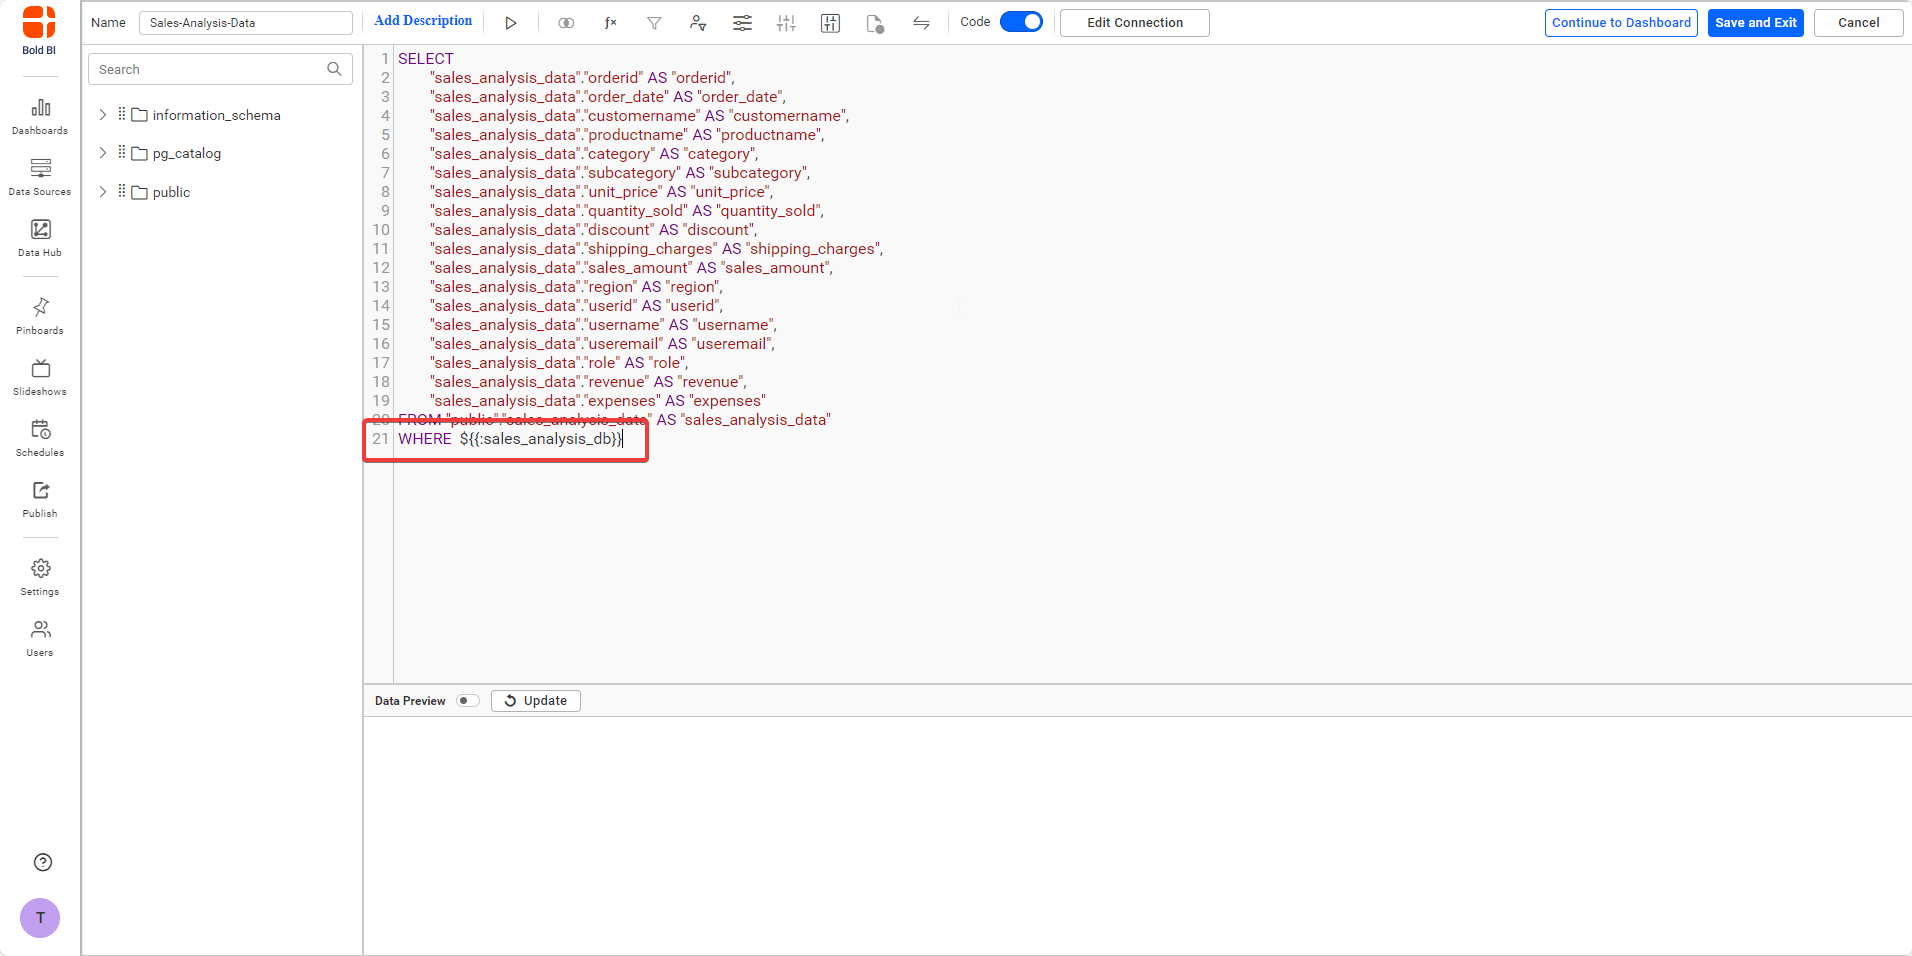 Bold BI
Name
Sales-Analysis-Data
Add Description
Code
Edit Connection
Continue to Dashboard
Save and Exit
Cancel
Search
information_schema
pg_catalog
public
Dashboards
Data Sources
Data Hub
Pinboards
Slideshows
Schedules
Publish
Settings
Users
T
1 SELECT
2 "sales_analysis_data"."orderid" AS "orderid",
3 "sales_analysis_data"."order_date" AS "order_date",
4 "sales_analysis_data"."customername" AS "customername",
5 "sales_analysis_data"."productname" AS "productname",
6 "sales_analysis_data"."category" AS "category",
7 "sales_analysis_data"."subcategory" AS "subcategory",
8 "sales_analysis_data"."unit_price" AS "unit_price",
9 "sales_analysis_data"."quantity_sold" AS "quantity_sold",
10 "sales_analysis_data"."discount" AS "discount",
11 "sales_analysis_data"."shipping_charges" AS "shipping_charges",
12 "sales_analysis_data"."sales_amount" AS "sales_amount",
13 "sales_analysis_data"."region" AS "region",
14 "sales_analysis_data"."userid" AS "userid",
15 "sales_analysis_data"."username" AS "username",
16 "sales_analysis_data"."useremail" AS "useremail",
17 "sales_analysis_data"."role" AS "role",
18 "sales_analysis_data"."revenue" AS "revenue",
19 "sales_analysis_data"."expenses" AS "expenses"
20 FROM "public"."sales_analysis_data" AS "sales_analysis_data"
21 WHERE ${{:sales_analysis_db}}
Data Preview
Update